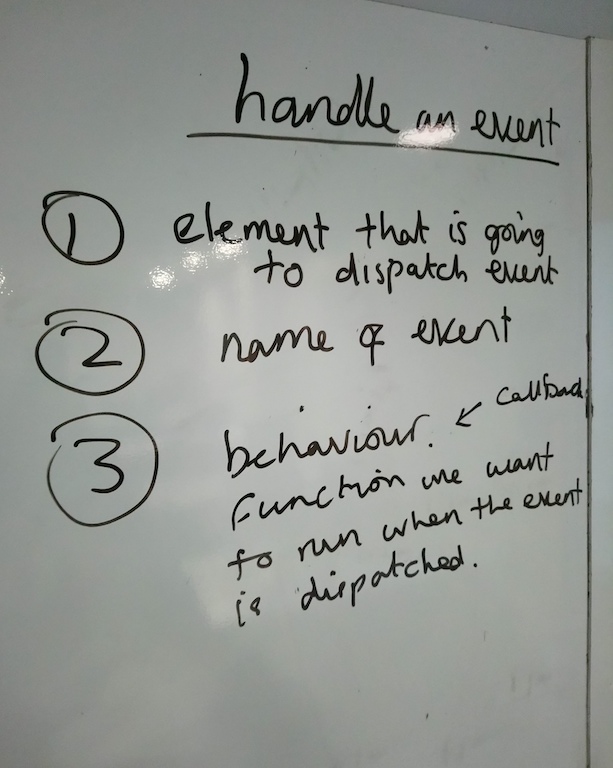 handle an event
1 element that is going
to dispatch event
2 name of event
3 behaviour. ← callback
function we want
to run when the event
is dispatched.